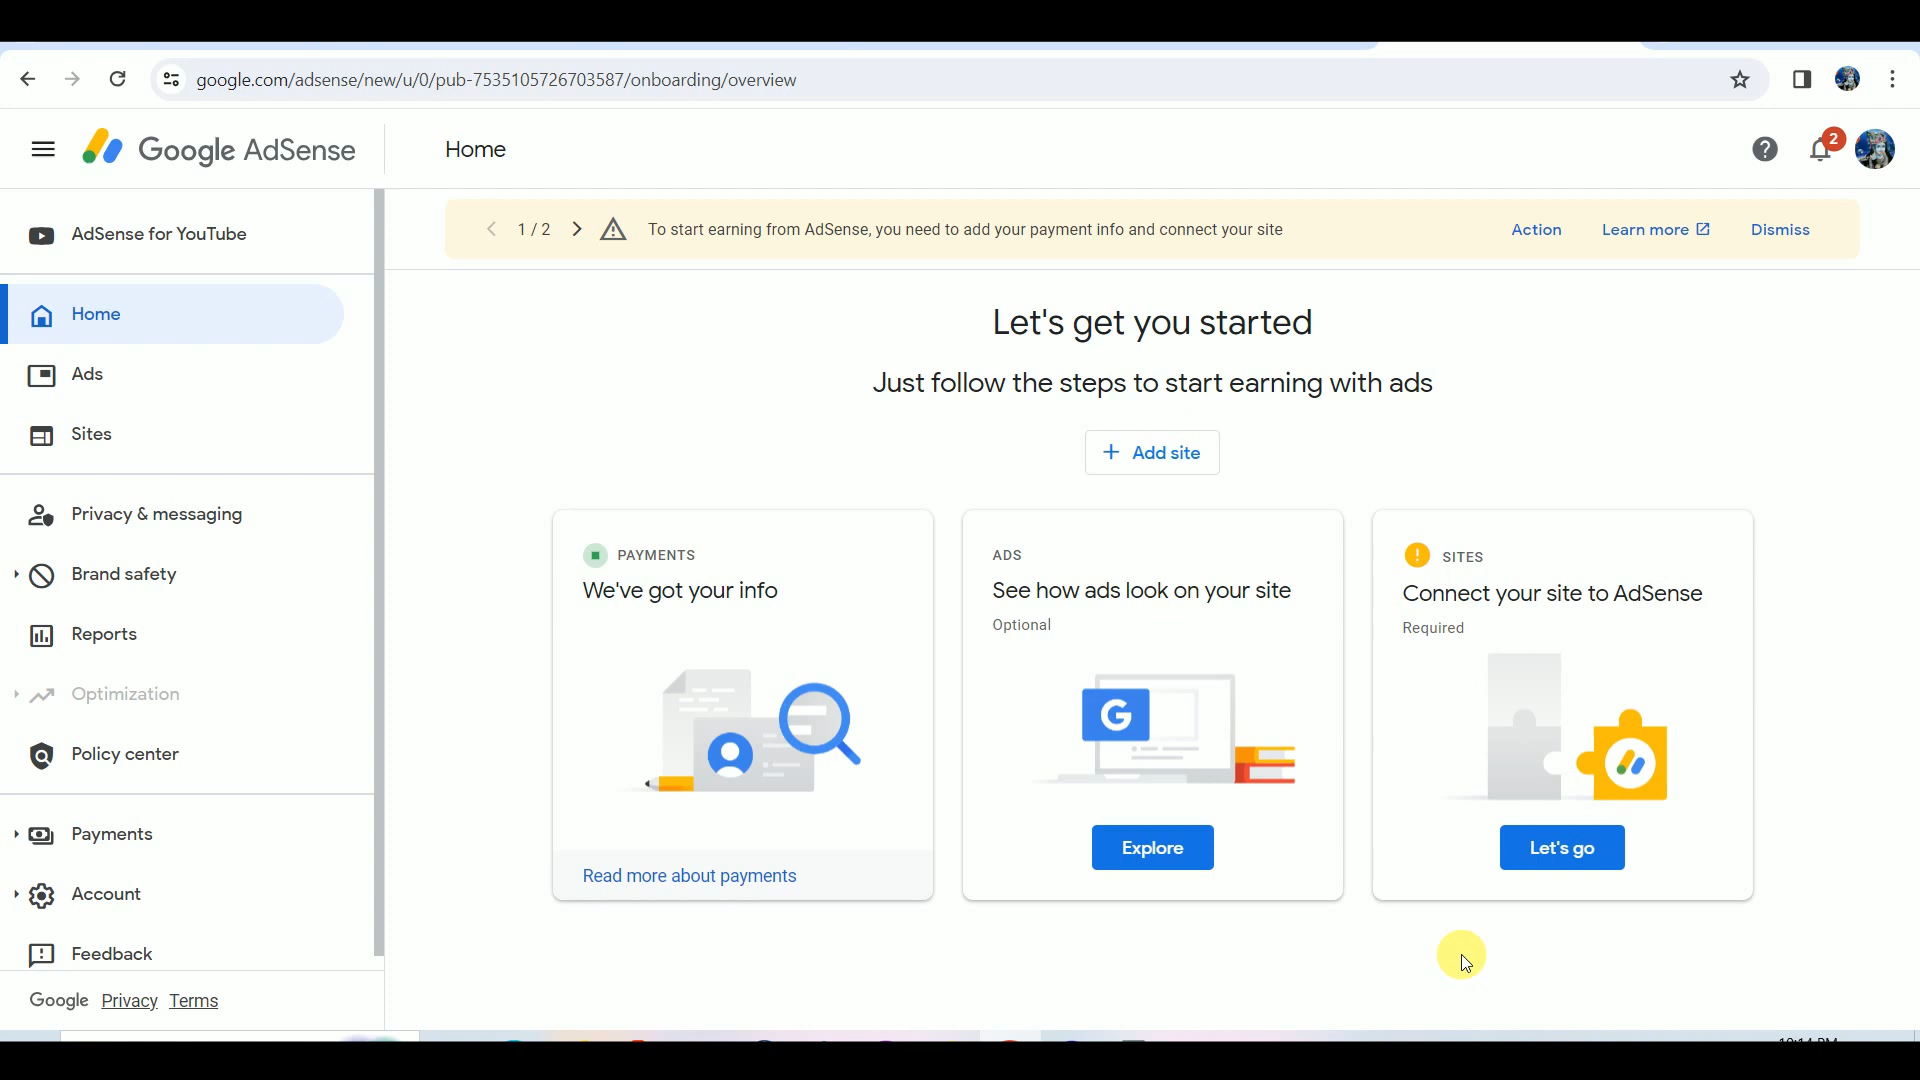 google.com/adsense/new/u/0/pub-7535105726703587/onboarding/overview
Google AdSense
Home
2
AdSense for YouTube
Home
Ads
Sites
Privacy & messaging
Brand safety
Reports
Optimization
Policy center
Payments
Account
Feedback
Google Privacy Terms
1 / 2 To start earning from AdSense, you need to add your payment info and connect your site Action Learn more Dismiss
Let's get you started
Just follow the steps to start earning with ads
+ Add site
PAYMENTS
We've got your info
Read more about payments
ADS
See how ads look on your site
Optional
G
Explore
! SITES
Connect your site to AdSense
Required
Let's go